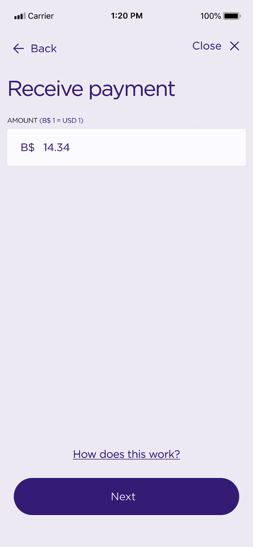 Carrier 1:20 PM 100%
Back Close
Receive payment
AMOUNT (B$ 1 = USD 1)
B$ 14.34
How does this work?
Next